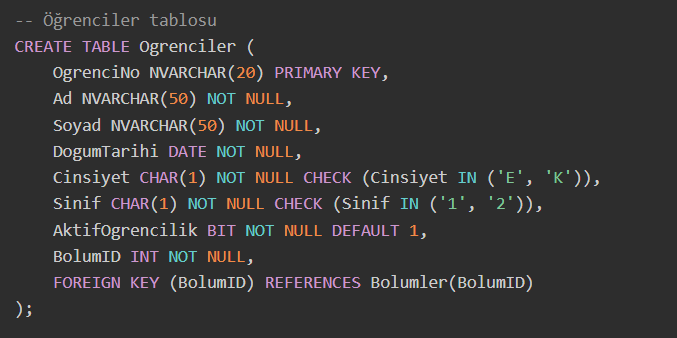 -- Öğrenciler tablosu
CREATE TABLE Ogrenciler (
    OgrenciNo NVARCHAR(20) PRIMARY KEY,
    Ad NVARCHAR(50) NOT NULL,
    Soyad NVARCHAR(50) NOT NULL,
    DogumTarihi DATE NOT NULL,
    Cinsiyet CHAR(1) NOT NULL CHECK (Cinsiyet IN ('E', 'K')),
    Sinif CHAR(1) NOT NULL CHECK (Sinif IN ('1', '2')),
    AktifOgrencilik BIT NOT NULL DEFAULT 1,
    BolumID INT NOT NULL,
    FOREIGN KEY (BolumID) REFERENCES Bolumler(BolumID)
);